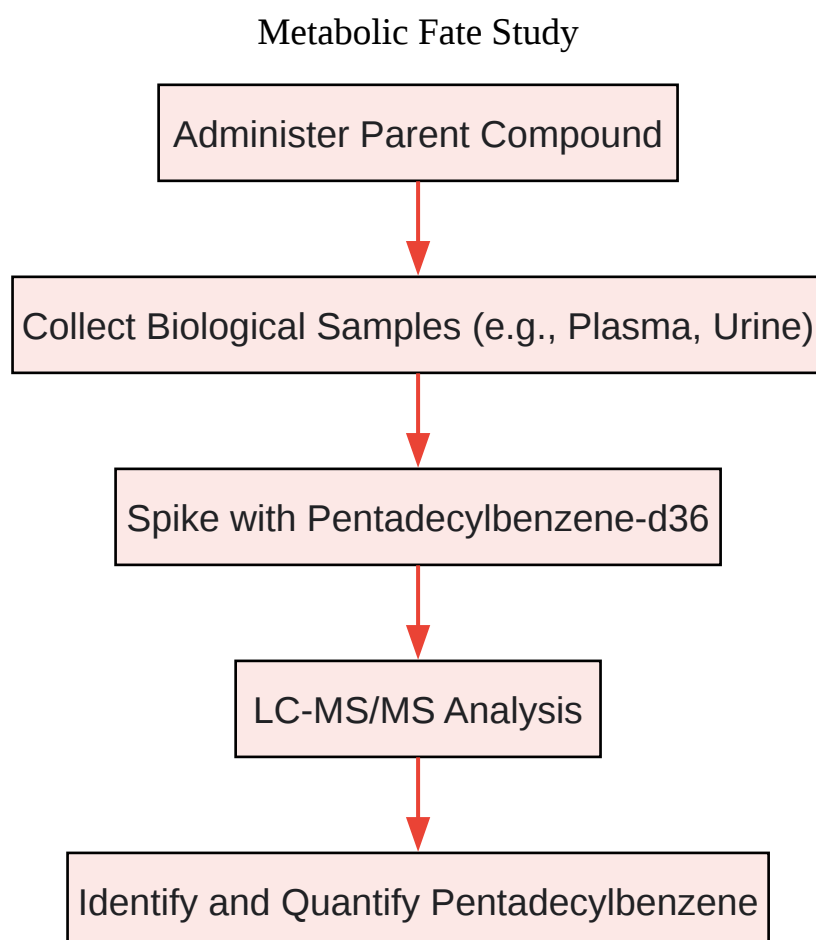 Metabolic Fate Study
Administer Parent Compound
Collect Biological Samples (e.g., Plasma, Urine)
Spike with Pentadecylbenzene-d36
LC-MS/MS Analysis
Identify and Quantify Pentadecylbenzene